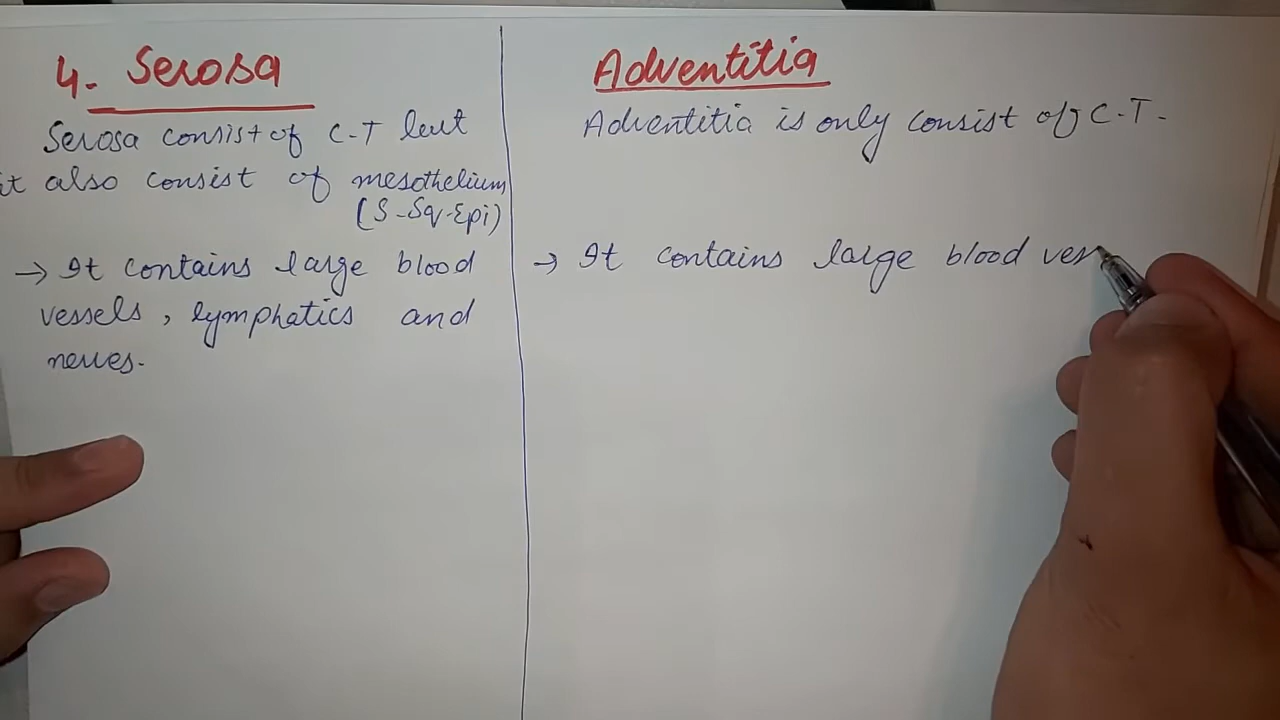 4. Serosa
Serosa consist of C-T but
it also consist of mesothelium
(S-Sq-Epi)
→ It contains large blood
vessels, lymphatics and
nerves.
Adventitia
Adventitia is only consist of C.T.
→ It contains large blood ves